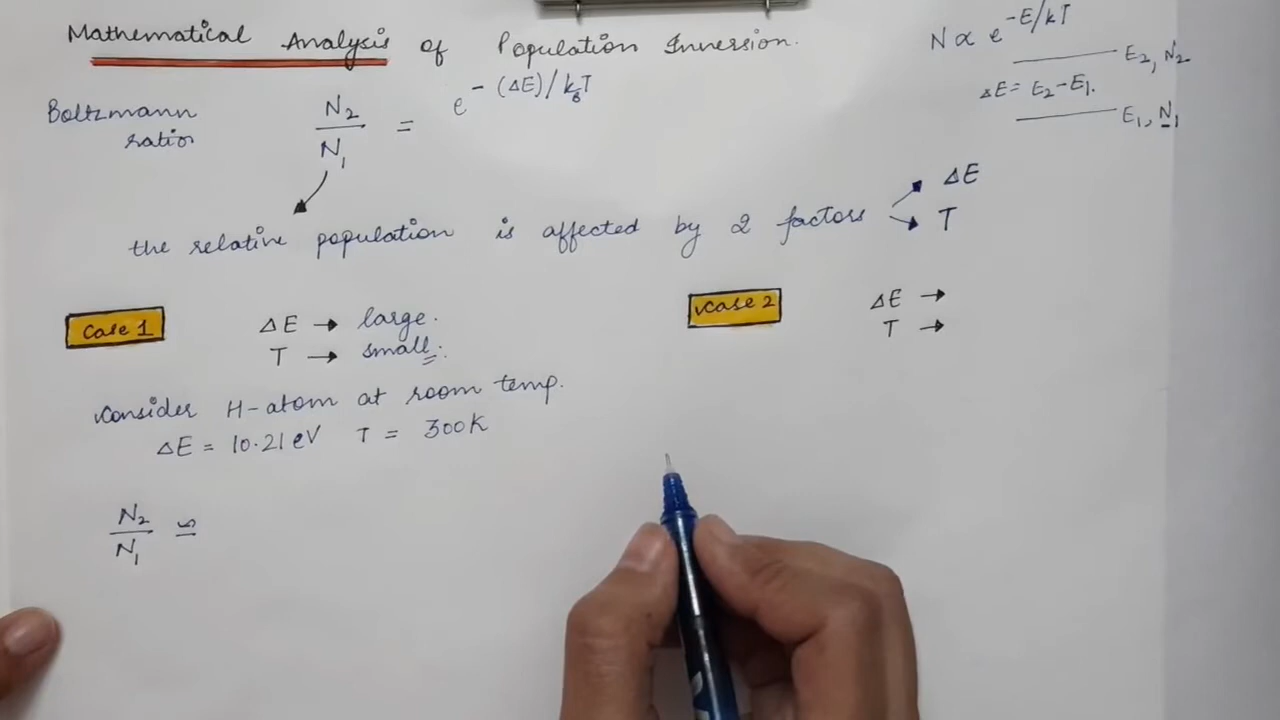 Mathematical Analysis of Population Inversion.
N ∝ e^{-E/kT}
E₂, N₂
ΔE = E₂-E₁.
E₁, N₁
Boltzmann ratio
N₂/N₁ = e^{-(ΔE)/k_BT}
the relative population is affected by 2 factors
ΔE
T
Case 1
ΔE → large.
T → small.
Consider H-atom at room temp.
ΔE = 10.21 eV T = 300K
N₂/N₁ ≌
Case 2
ΔE →
T →